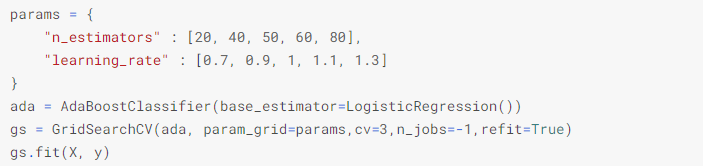 params = {
    "n_estimators" : [20, 40, 50, 60, 80],
    "learning_rate" : [0.7, 0.9, 1, 1.1, 1.3]
}
ada = AdaBoostClassifier(base_estimator=LogisticRegression())
gs = GridSearchCV(ada, param_grid=params,cv=3,n_jobs=-1,refit=True)
gs.fit(X, y)